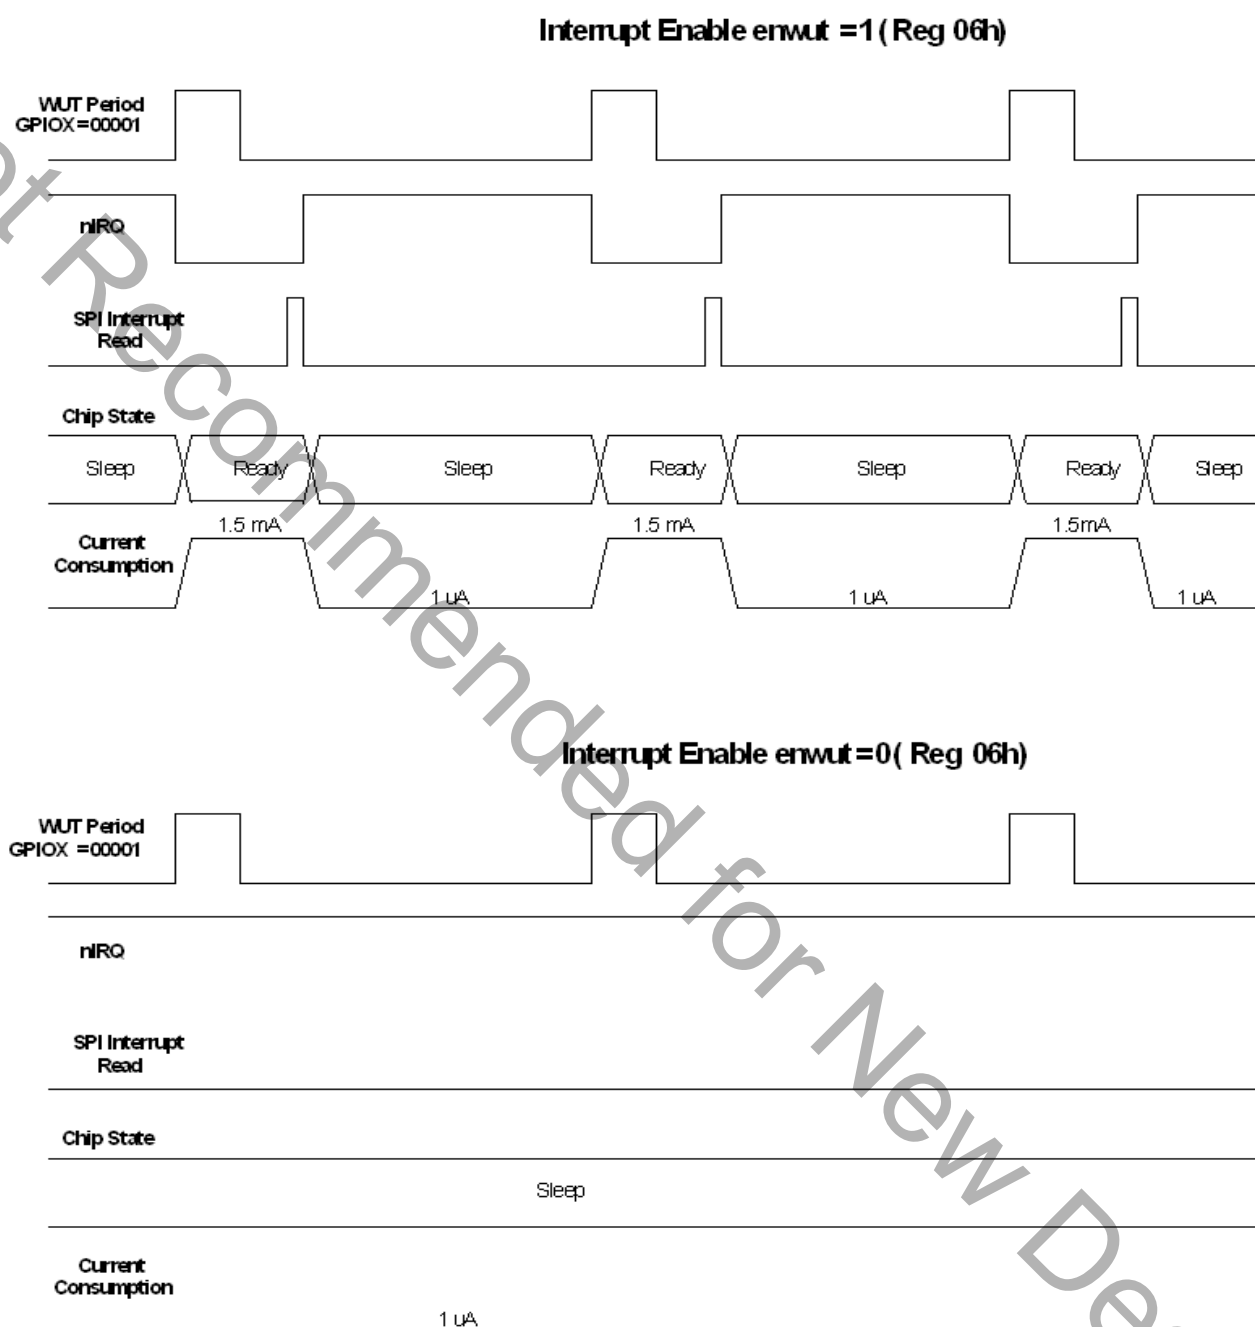 Interrupt Enable enwut =1 ( Reg 06h)
WUT Period
GPIOX =00001
nIRQ
SPI Interrupt
Read
Chip State
Sleep Ready Sleep Ready Sleep Ready Sleep
1.5 mA 1.5 mA 1.5mA
Current
Consumption
1 uA 1 uA 1 uA
Interrupt Enable enwut =0 ( Reg 06h)
WUT Period
GPIOX =00001
nIRQ
SPI Interrupt
Read
Chip State
Sleep
Current
Consumption
1 uA
Recommended for New